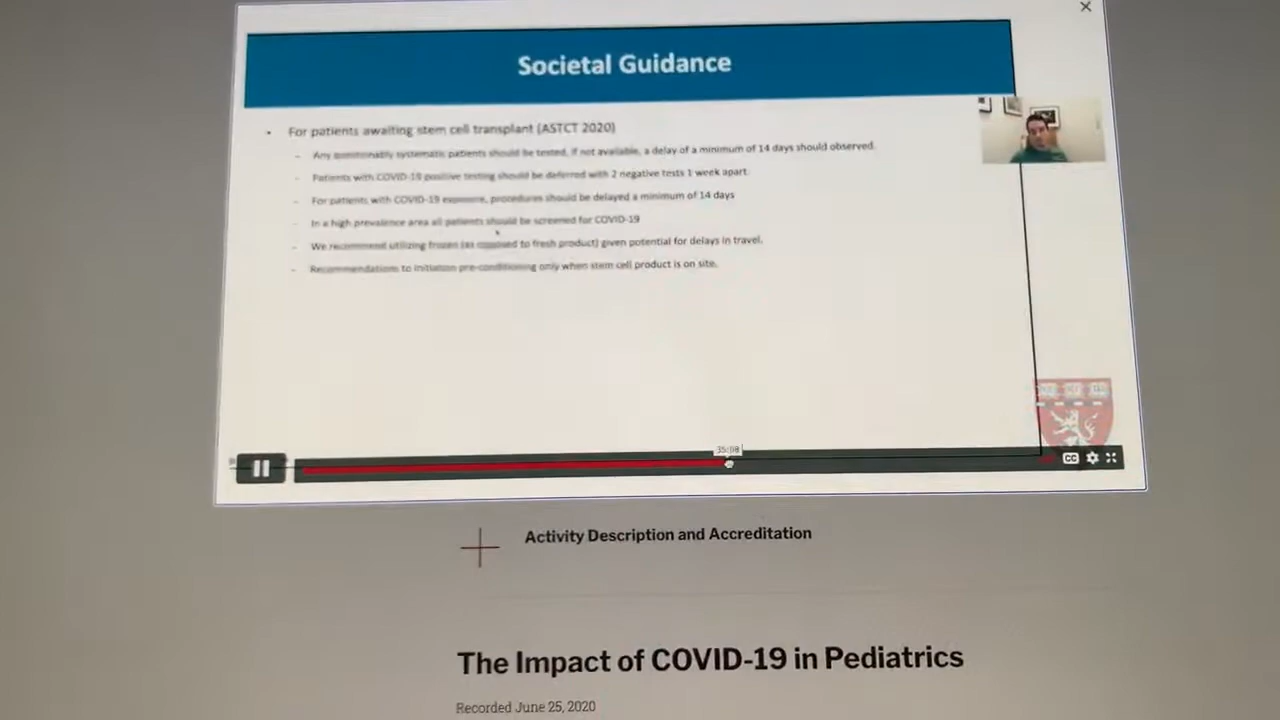 Societal Guidance
• For patients awaiting stem cell transplant (ASTCT 2020)
- Any questionably systematic patients should be tested, if not available, a delay of a minimum of 14 days should observed.
- Patients with COVID-19 positive testing should be deferred with 2 negative tests 1 week apart
- For patients with COVID-19 exposure, procedures should be delayed a minimum of 14 days
- In a high prevalence area all patients should be screened for COVID-19
- We recommend utilizing frozen (as opposed to fresh product) given potential for delays in travel.
- Recommendations to initiation pre-conditioning only when stem cell product is on site.
35:08
CC
Activity Description and Accreditation
The Impact of COVID-19 in Pediatrics
Recorded June 25, 2020